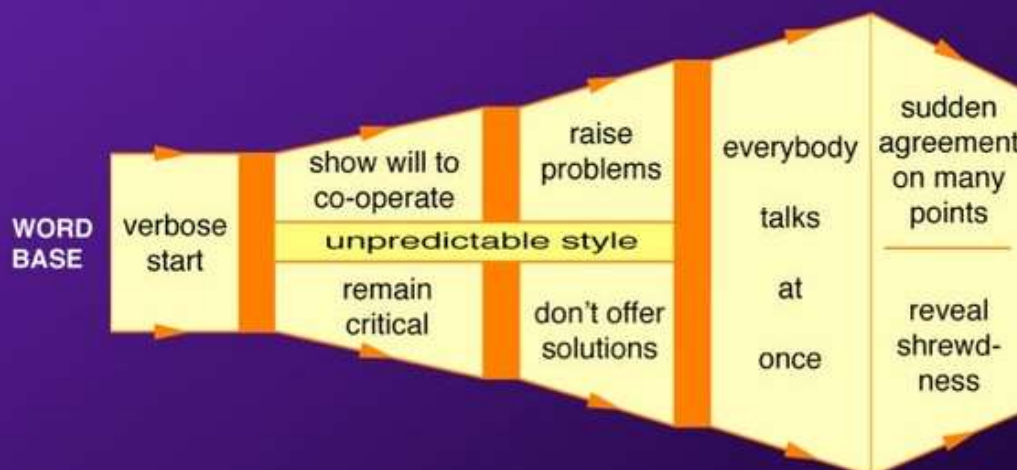 WORD
BASE
verbose
start
show will to
co-operate
unpredictable style
remain
critical
raise
problems
don't offer
solutions
everybody
talks
at
once
sudden
agreement
on many
points
reveal
shrewd-
ness